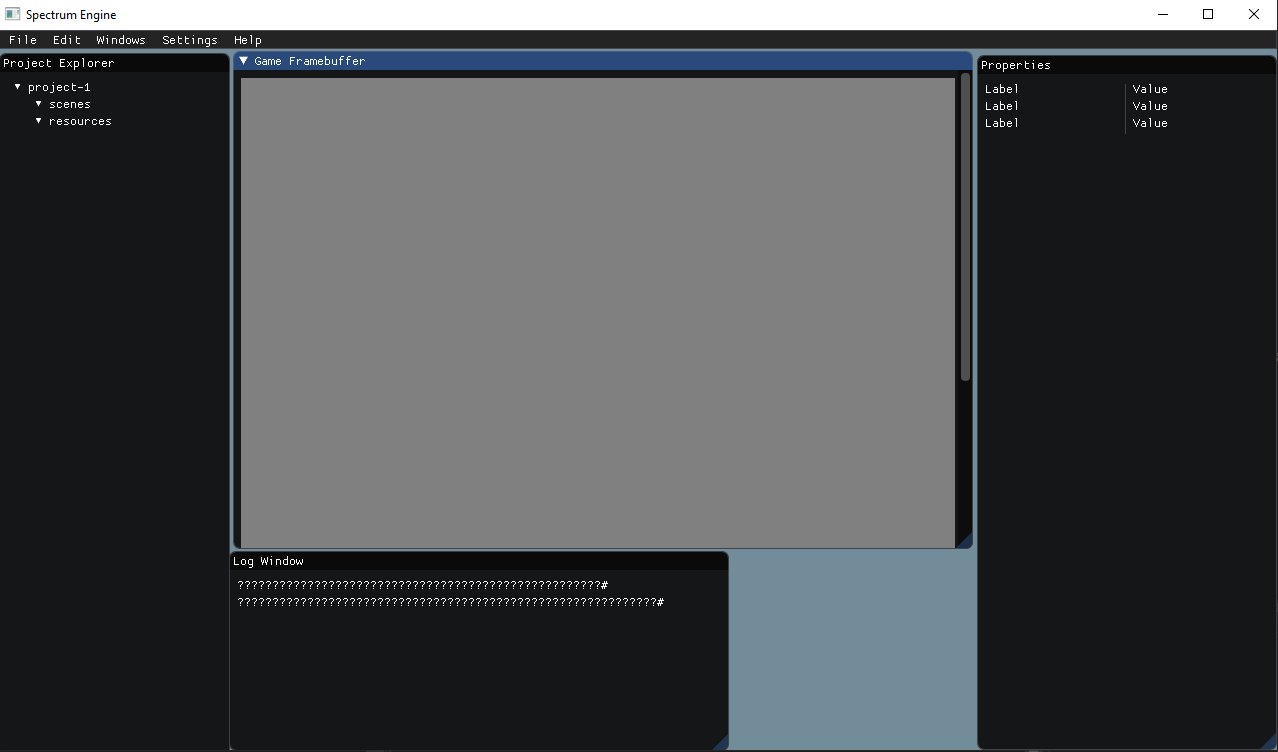 Spectrum Engine
File Edit Windows Settings Help
Project Explorer
▼ project-1
▼ scenes
▼ resources
▼ Game Framebuffer
Properties
Label Value
Label Value
Label Value
Log Window
????????????????????????????????????????????????????#
????????????????????????????????????????????????????????????#